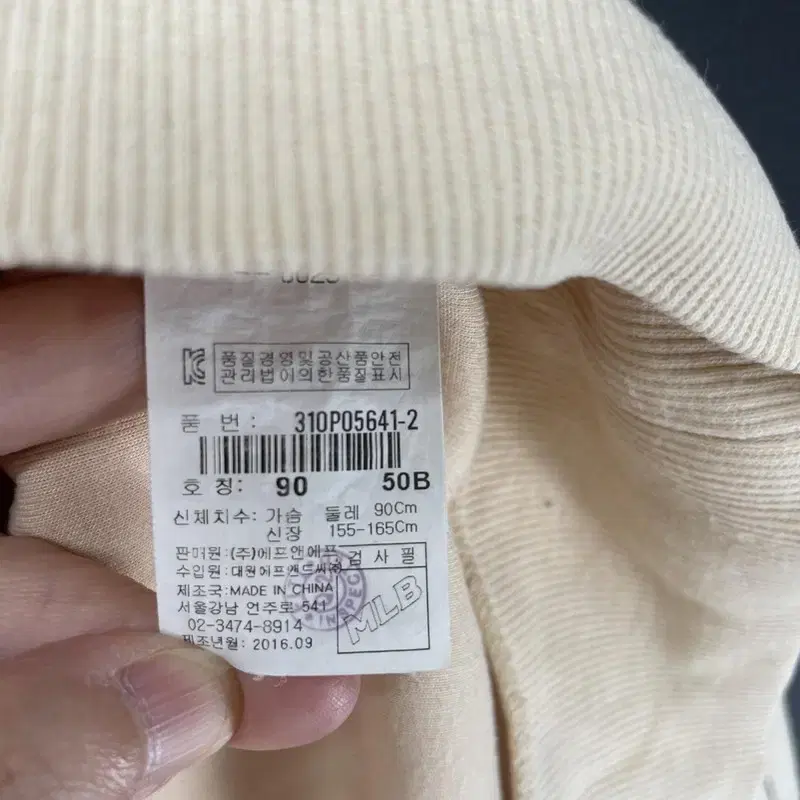 품질경영및공산품안전
관리법이의한품질표시
품 번: 310P05641-2
호 칭: 90 50B
신체치수: 가슴 둘레 90Cm
신장 155-165Cm
판매원: (주)에프앤에프 검 사 필
수입원: 대원에프앤드씨㈜
제조국: MADE IN CHINA
서울강남 언주로 541
02-3474-8914
제조년월: 2016.09
MLB
INSPEC